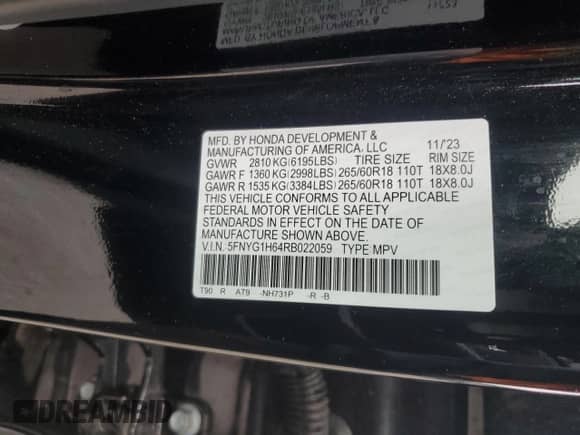 MFD. BY HONDA DEVELOPMENT &
MANUFACTURING OF AMERICA, LLC 11/'23
GVWR 2810 KG(6195LBS) TIRE SIZE RIM SIZE
GAWR F 1360 KG(2998LBS) 265/60R18 110T 18X8.0J
GAWR R 1535 KG(3384LBS) 265/60R18 110T 18X8.0J
THIS VEHICLE CONFORMS TO ALL APPLICABLE
FEDERAL MOTOR VEHICLE SAFETY
STANDARDS IN EFFECT ON THE DATE OF
MANUFACTURE SHOWN ABOVE.
V.I.N. 5FNYG1H64RB022059 TYPE MPV
T90 R AT9 -NH731P -R -B
DREAMBID